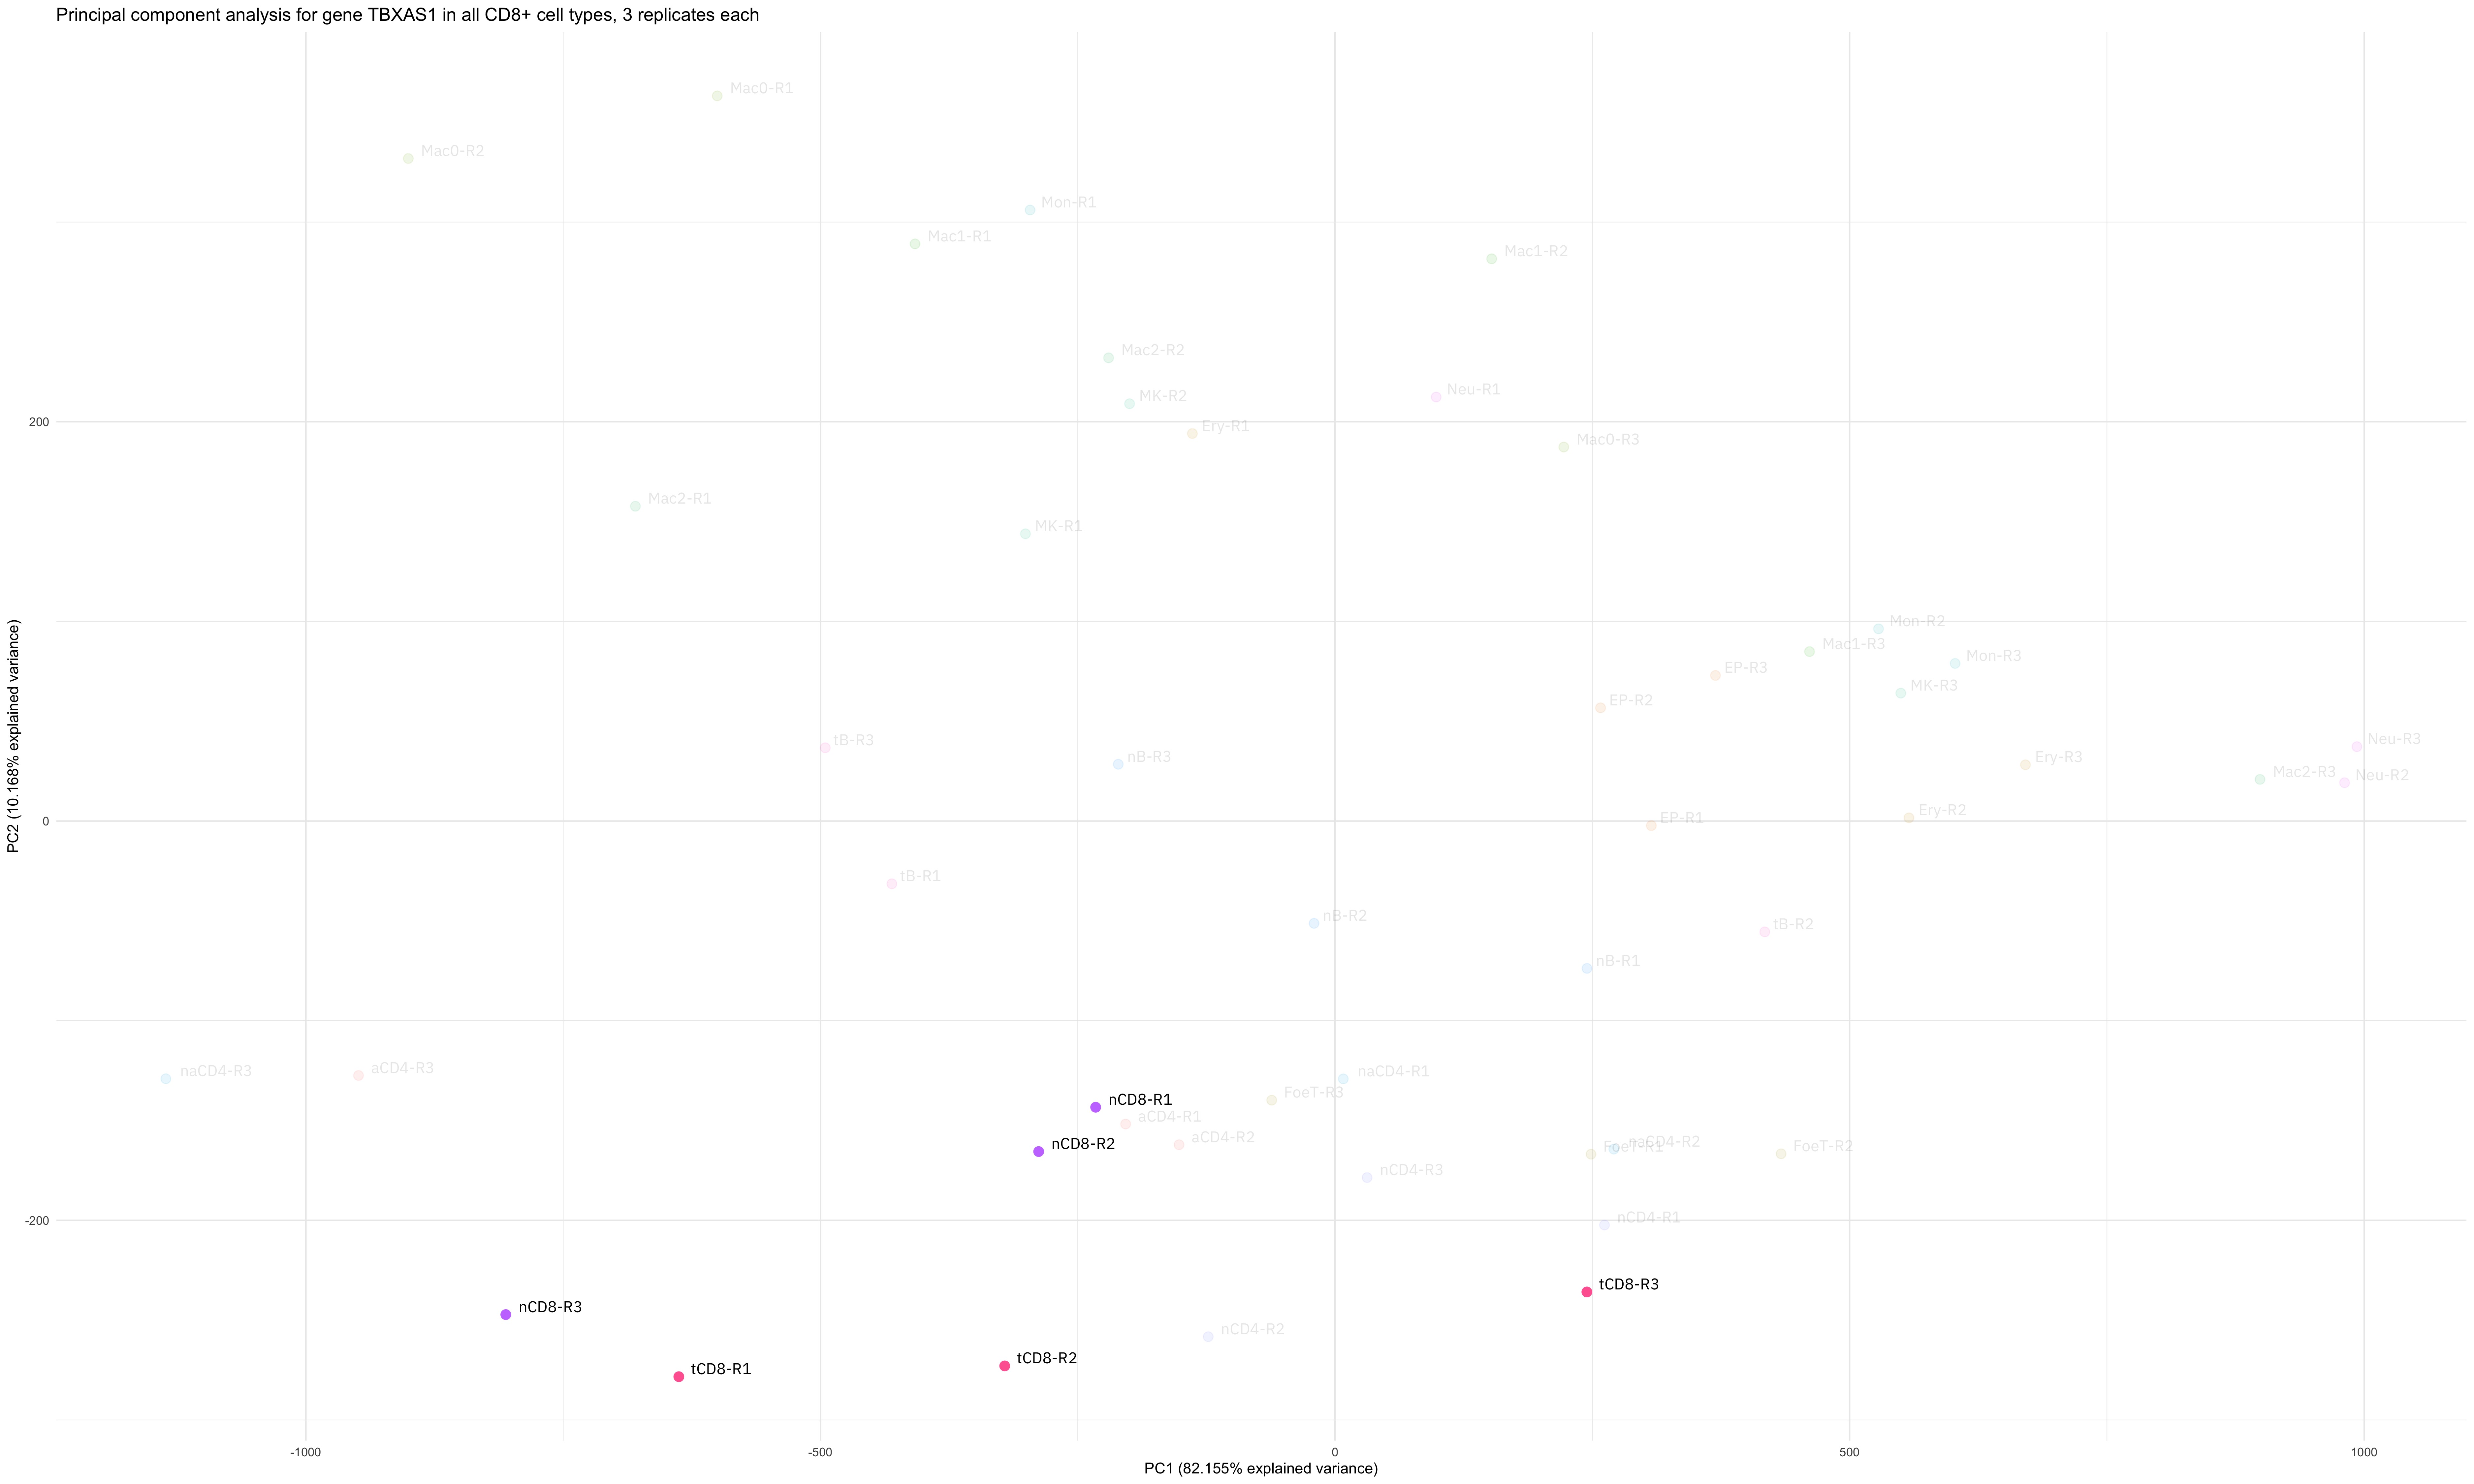 Principal component analysis for gene TBXAS1 in all CD8+ cell types, 3 replicates each
Mac0-R1
Mac0-R2
Mon-R1
Mac1-R1
Mac1-R2
Mac2-R2
MK-R2
Neu-R1
200
Ery-R1
Mac0-R3
Mac2-R1
MK-R1
Mon-R2
Mac1-R3
Mon-R3
EP-R3
MK-R3
EP-R2
tB-R3
nB-R3
Neu-R3
Ery-R3
Mac2-R3
Neu-R2
Ery-R2
EP-R1
0
PC2 (10.168% explained variance)
tB-R1
nB-R2
tB-R2
nB-R1
naCD4-R3
aCD4-R3
naCD4-R1
FoeT-R3
nCD8-R1
aCD4-R1
aCD4-R2
nCD8-R2
naCD4-R2
FoeT-R1
FoeT-R2
nCD4-R3
nCD4-R1
-200
tCD8-R3
nCD8-R3
nCD4-R2
tCD8-R2
tCD8-R1
-1000 -500 0 500 1000
PC1 (82.155% explained variance)